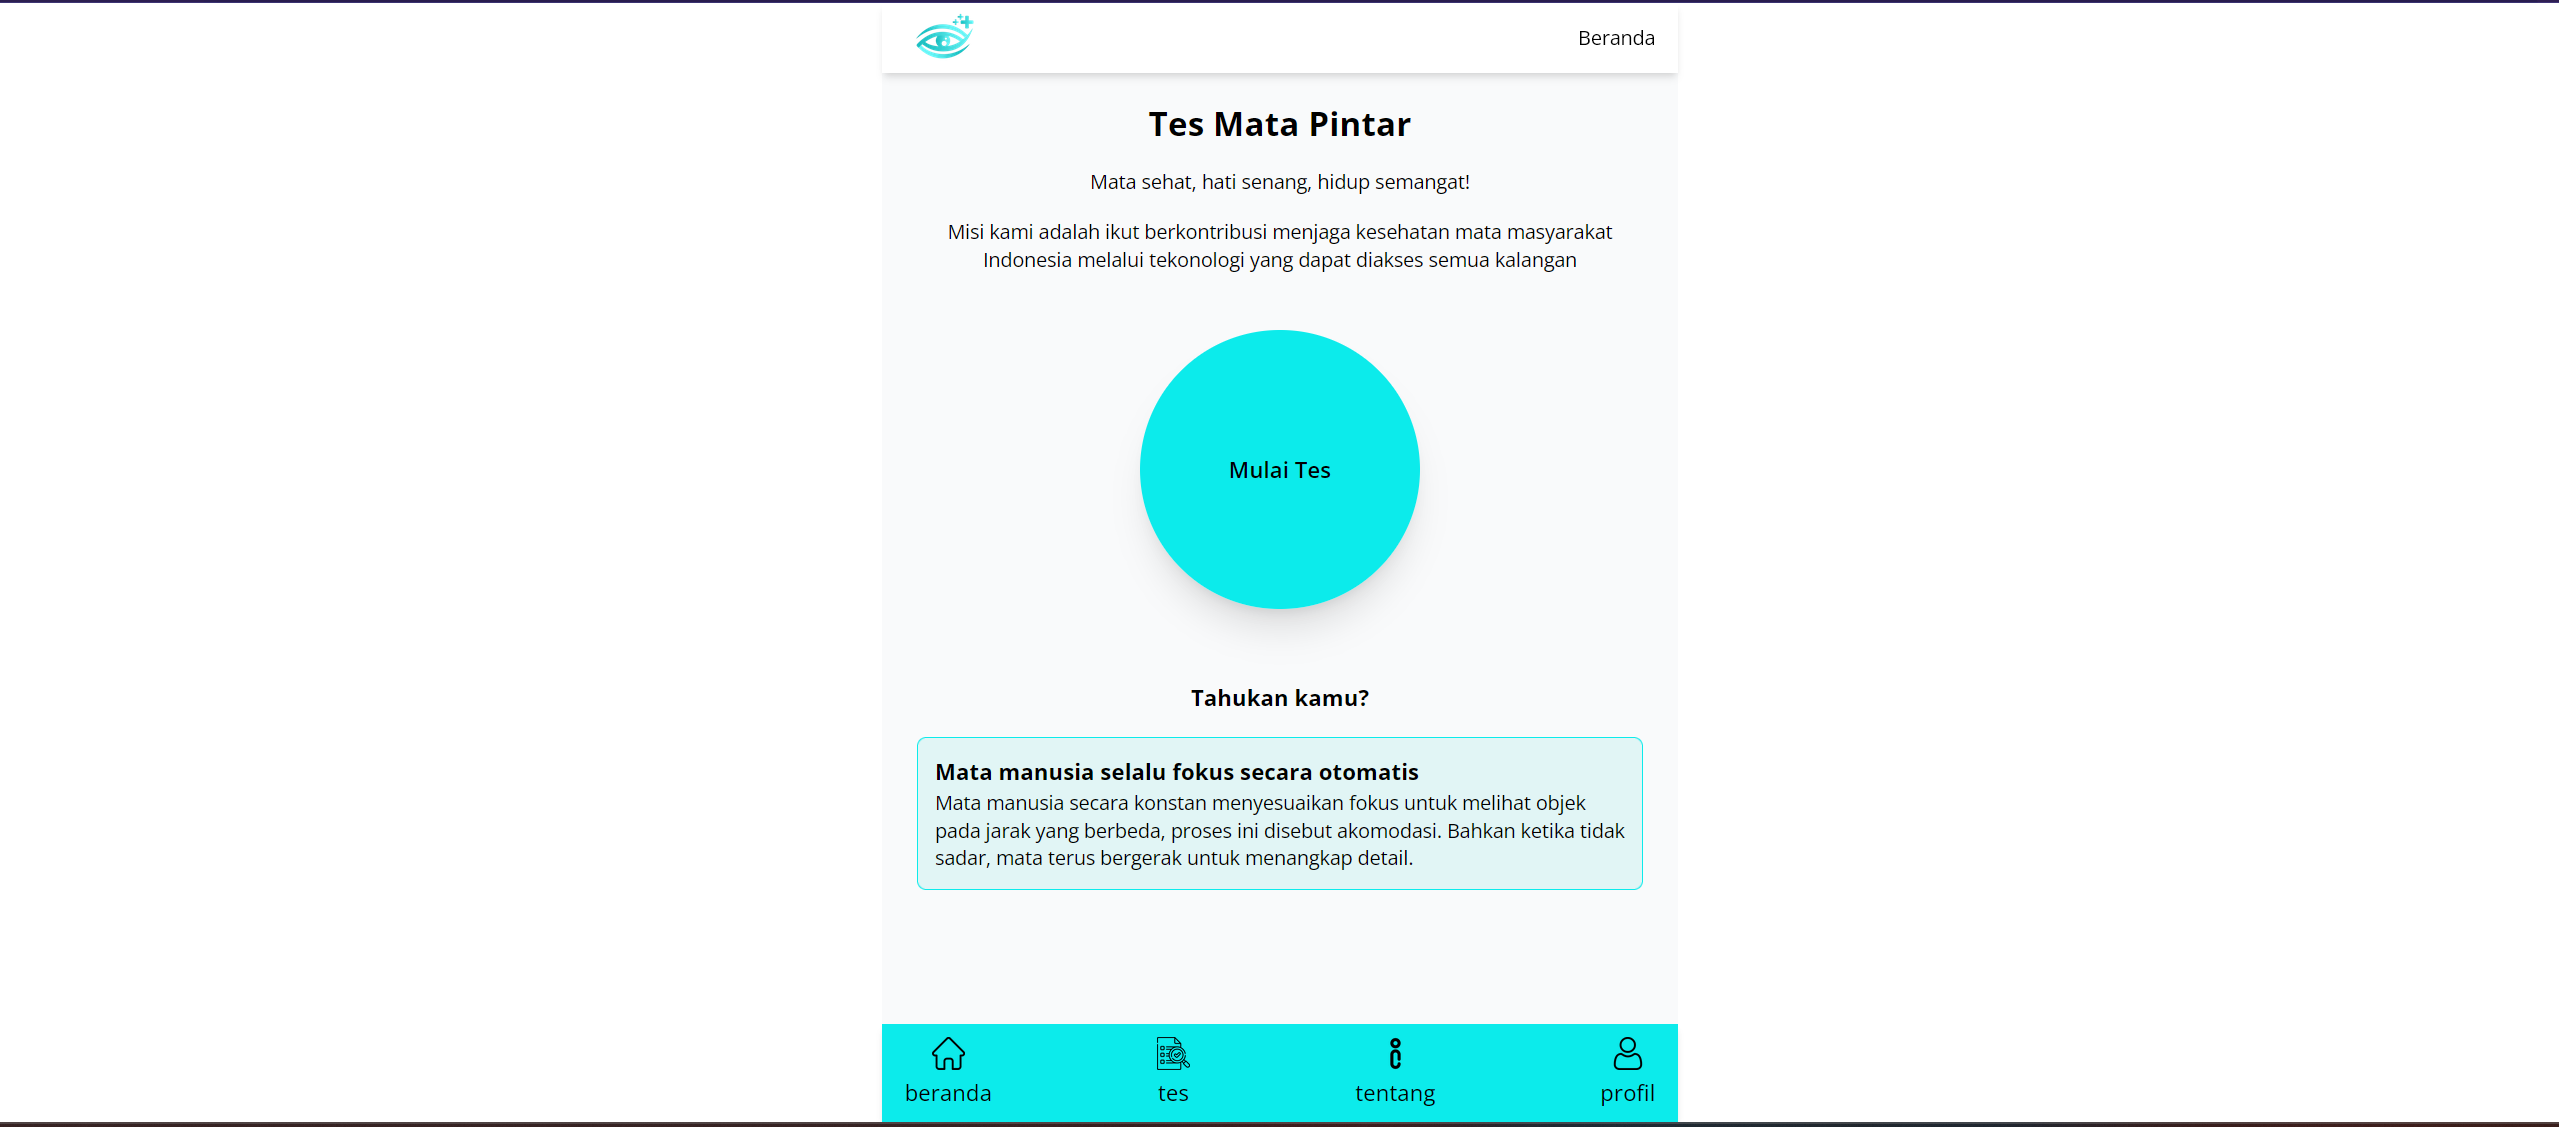 Beranda
Tes Mata Pintar
Mata sehat, hati senang, hidup semangat!
Misi kami adalah ikut berkontribusi menjaga kesehatan mata masyarakat
Indonesia melalui tekonologi yang dapat diakses semua kalangan
Mulai Tes
Tahukan kamu?
Mata manusia selalu fokus secara otomatis
Mata manusia secara konstan menyesuaikan fokus untuk melihat objek
pada jarak yang berbeda, proses ini disebut akomodasi. Bahkan ketika tidak
sadar, mata terus bergerak untuk menangkap detail.
beranda
tes
tentang
profil